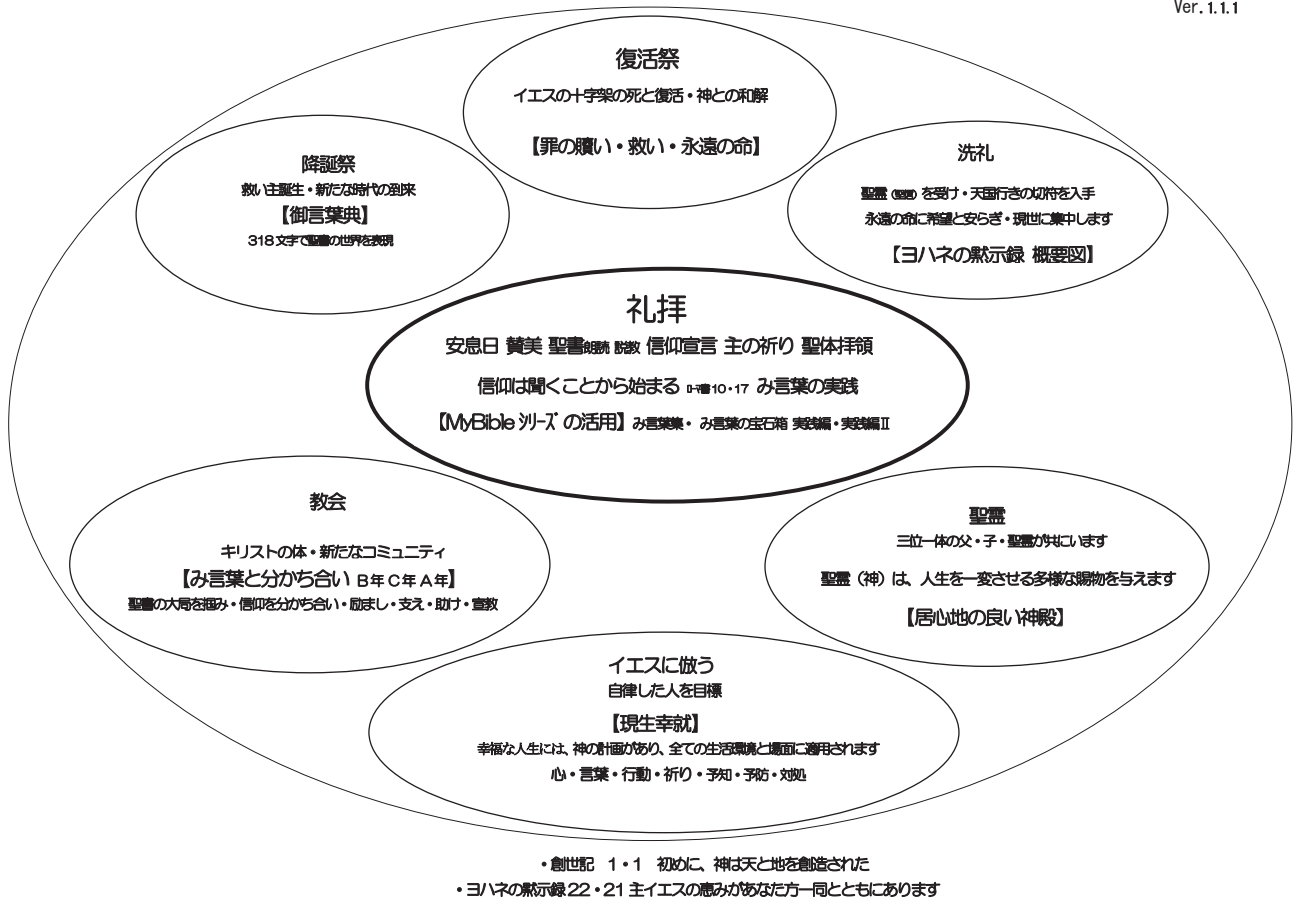 Ver. 1.1.1
復活祭
イエスの十字架の死と復活・神との和解
【罪の贖い・救い・永遠の命】
降誕祭
救い主誕生・新たな時代の到来
【御言葉典】
318文字で聖書の世界を表現
洗礼
聖霊（聖霊）を受け・天国行きの切符を入手
永遠の命に希望と安らぎ・現世に集中します
【ヨハネの黙示録 概要図】
礼拝
安息日 賛美 聖書朗読 説教 信仰宣言 主の祈り 聖体拝領
信仰は聞くことから始まる ローマ書10・17 み言葉の実践
【MyBible シリーズ の活用】み言葉集・ み言葉の宝石箱 実践編・実践編Ⅱ
教会
キリストの体・新たなコミュニティ
【み言葉と分かち合い B年C年A年】
聖書の大局を掴み・信仰を分かち合い・励まし・支え・助け・宣教
聖霊
三位一体の父・子・聖霊が共にいます
聖霊（神）は、人生を一変させる多様な賜物を与えます
【居心地の良い神殿】
イエスに倣う
自律した人を目標
【現生幸就】
幸福な人生には、神の計画があり、全ての生活環境と場面に適用されます
心・言葉・行動・祈り・予知・予防・対処
・創世記 1・1 初めに、神は天と地を創造された
・ヨハネの黙示録22・21 主イエスの恵みがあなた方一同とともにあります